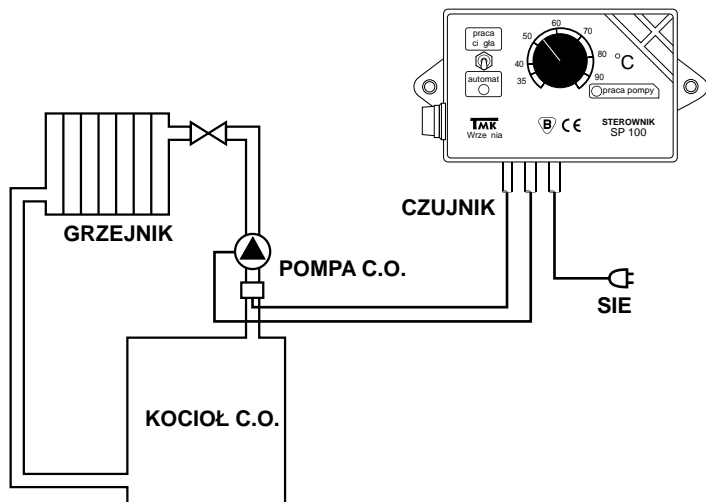 praca
ci gła
automat
35
40
50
60
70
80
90
°C
praca pompy
TMK
Wrze nia
B CE
STEROWNIK
SP 100
CZUJNIK
GRZEJNIK
POMPA C.O.
SIE
KOCIOŁ C.O.